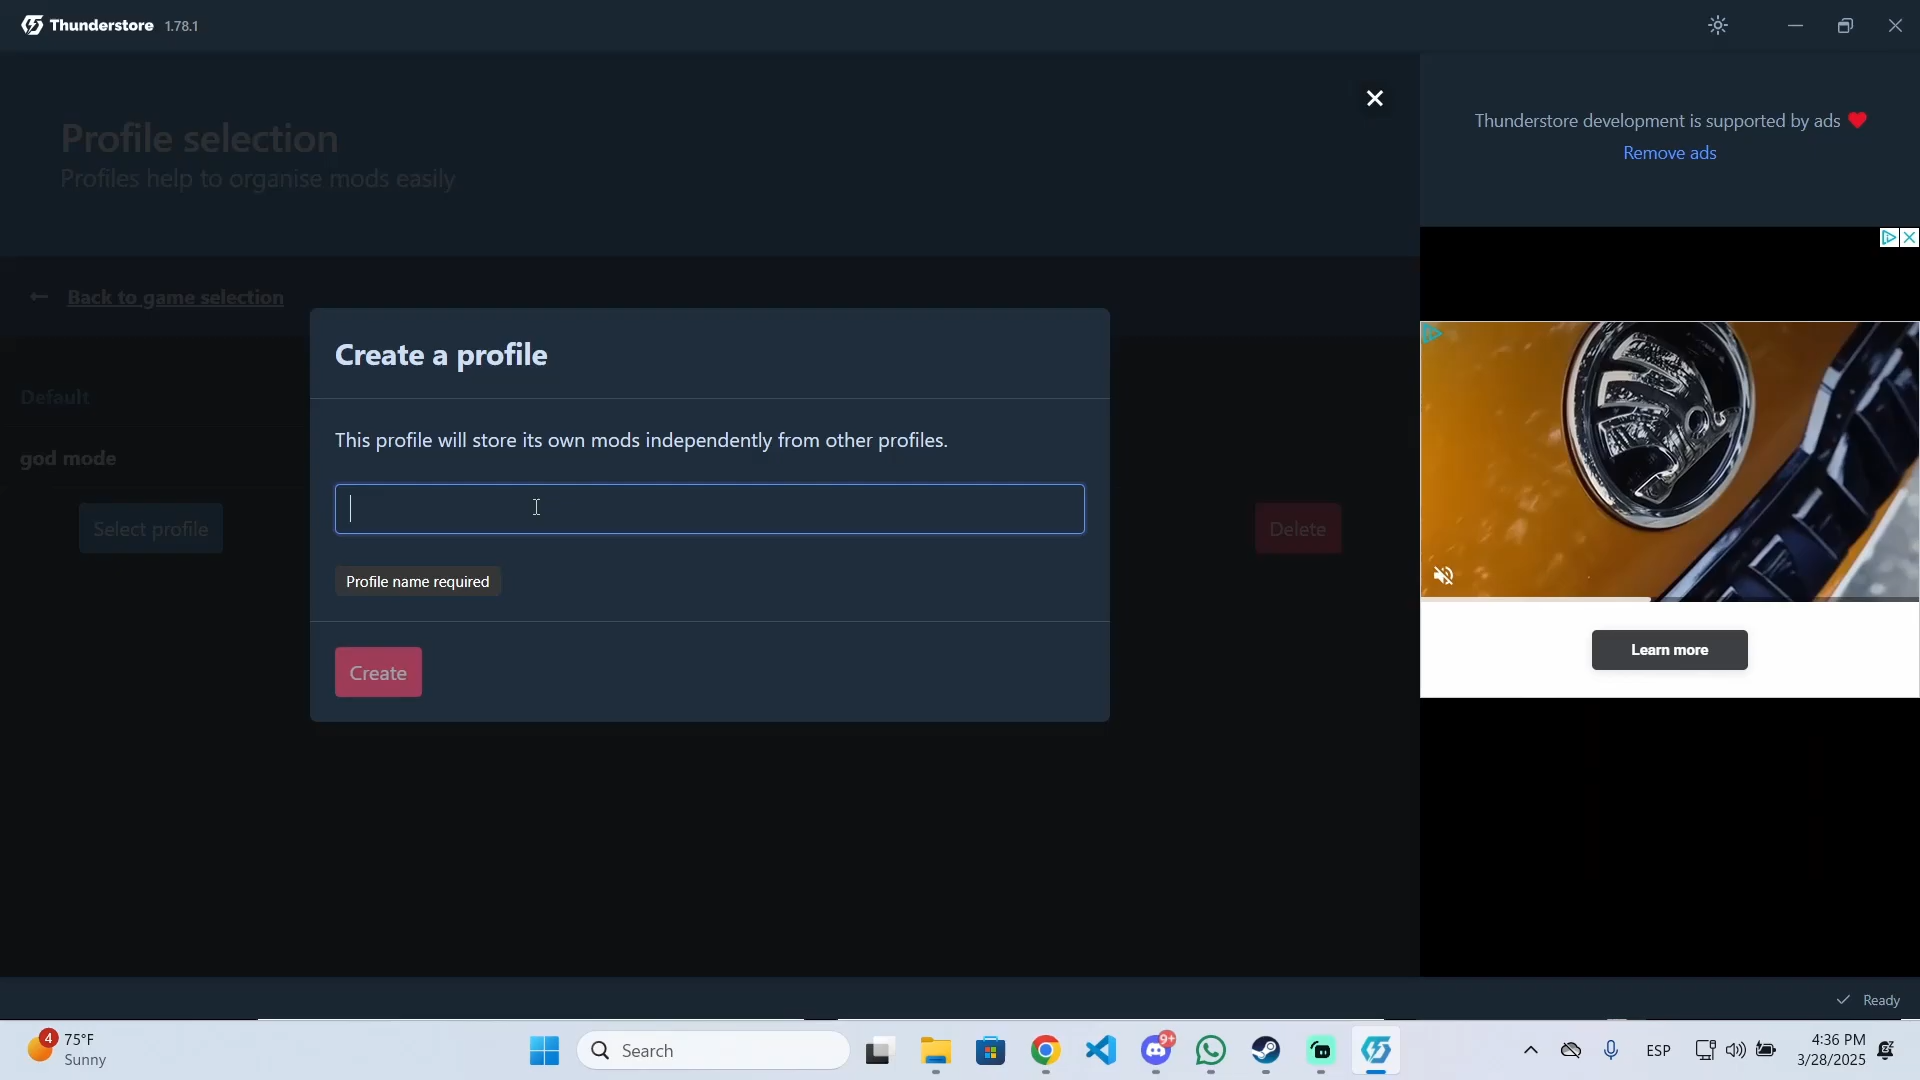 Thunderstore 1.78.1
Profile selection
Profiles help to organise mods easily
Thunderstore development is supported by ads
Remove ads
Back to game selection
Create a profile
Default
This profile will store its own mods independently from other profiles.
god mode
Select profile
Delete
Profile name required
Create
Learn more
Ready
4
75°F
Sunny
Search
9+
ESP
4:36 PM
3/28/2025